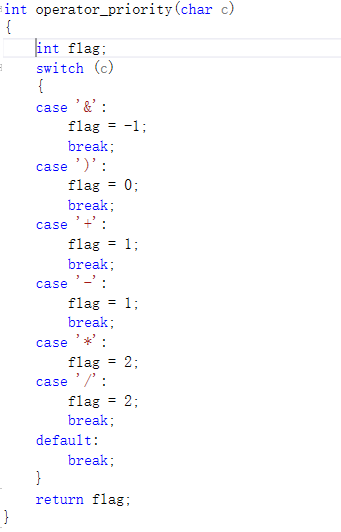 int operator_priority(char c)
{
    int flag;
    switch (c)
    {
    case '&':
        flag = -1;
        break;
    case ')':
        flag = 0;
        break;
    case '+':
        flag = 1;
        break;
    case '-':
        flag = 1;
        break;
    case '*':
        flag = 2;
    case '/':
        flag = 2;
        break;
    default:
        break;
    }
    return flag;
}